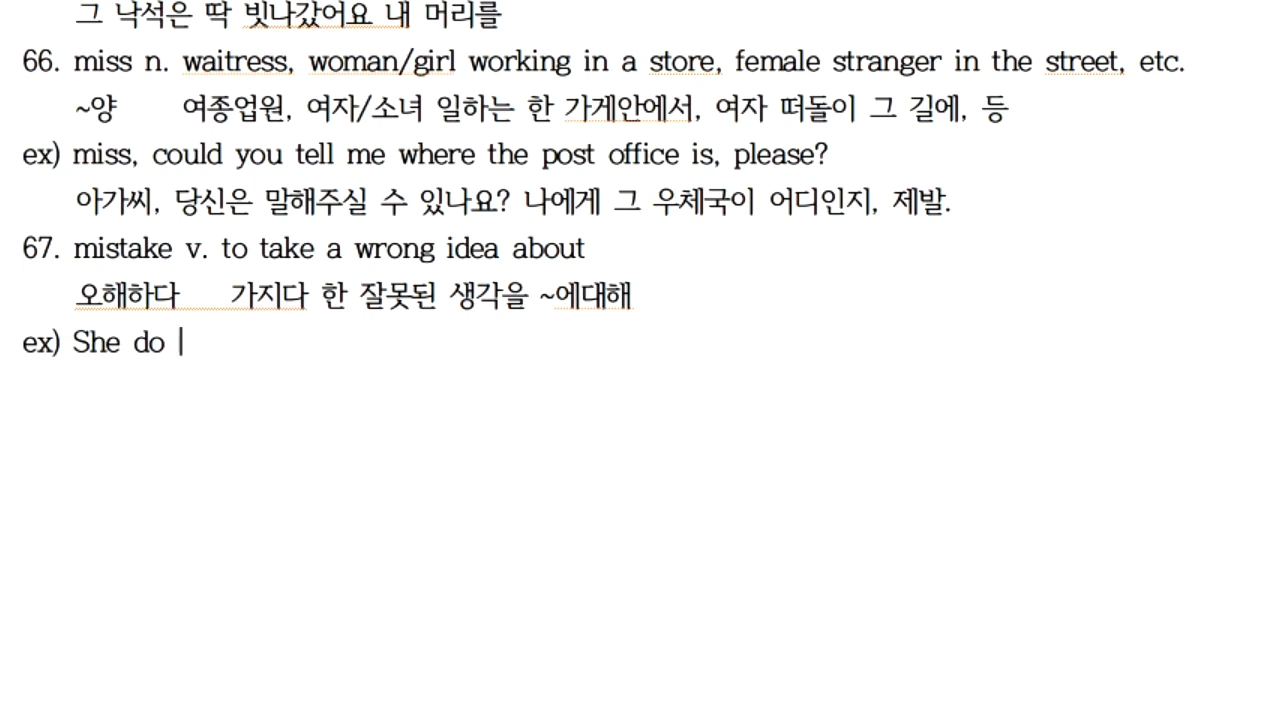 그 낙석은 딱 빗나갔어요 내 머리를
66. miss n. waitress, woman/girl working in a store, female stranger in the street, etc.
~양 여종업원, 여자/소녀 일하는 한 가게안에서, 여자 떠돌이 그 길에, 등
ex) miss, could you tell me where the post office is, please?
아가씨, 당신은 말해주실 수 있나요? 나에게 그 우체국이 어디인지, 제발.
67. mistake v. to take a wrong idea about
오해하다 가지다 한 잘못된 생각을 ~에대해
ex) She do